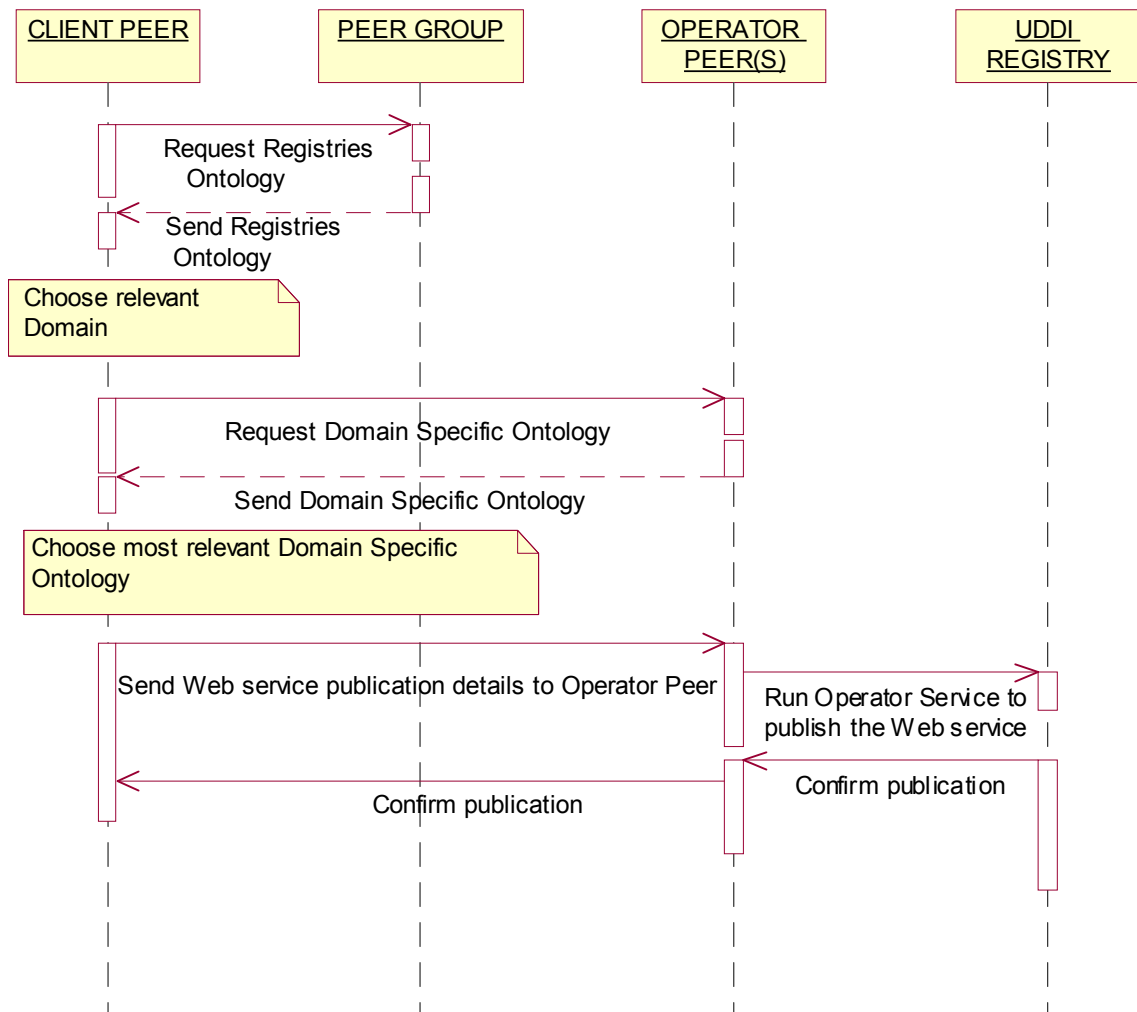 CLIENT PEER
PEER GROUP
OPERATOR
PEER(S)
UDDI
REGISTRY
Request Registries
Ontology
Send Registries
Ontology
Choose relevant
Domain
Request Domain Specific Ontology
Send Domain Specific Ontology
Choose most relevant Domain Specific
Ontology
Send Web service publication details to Operator Peer
Run Operator Service to
publish the Web service
Confirm publication
Confirm publication